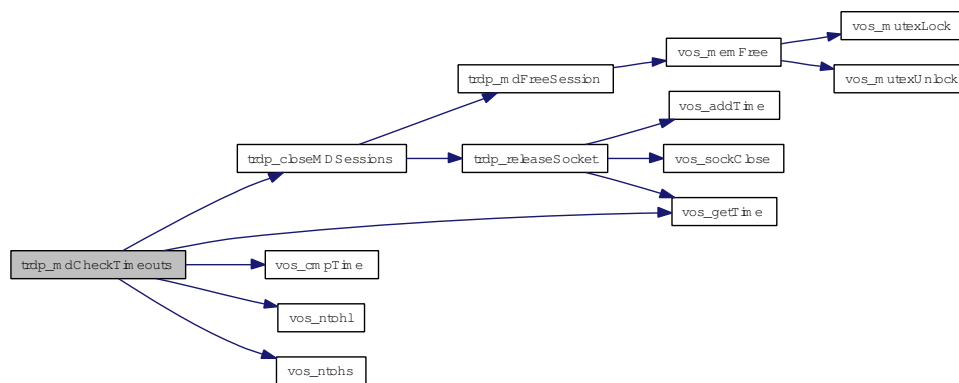 vos_mutexLock
vos_memFree
trdp_mdFreeSession
vos_mutexUnlock
vos_addTime
trdp_closeMDSessions
trdp_releaseSocket
vos_sockClose
vos_getTime
trdp_mdCheckTimeouts
vos_cmpTime
vos_ntohl
vos_ntohs